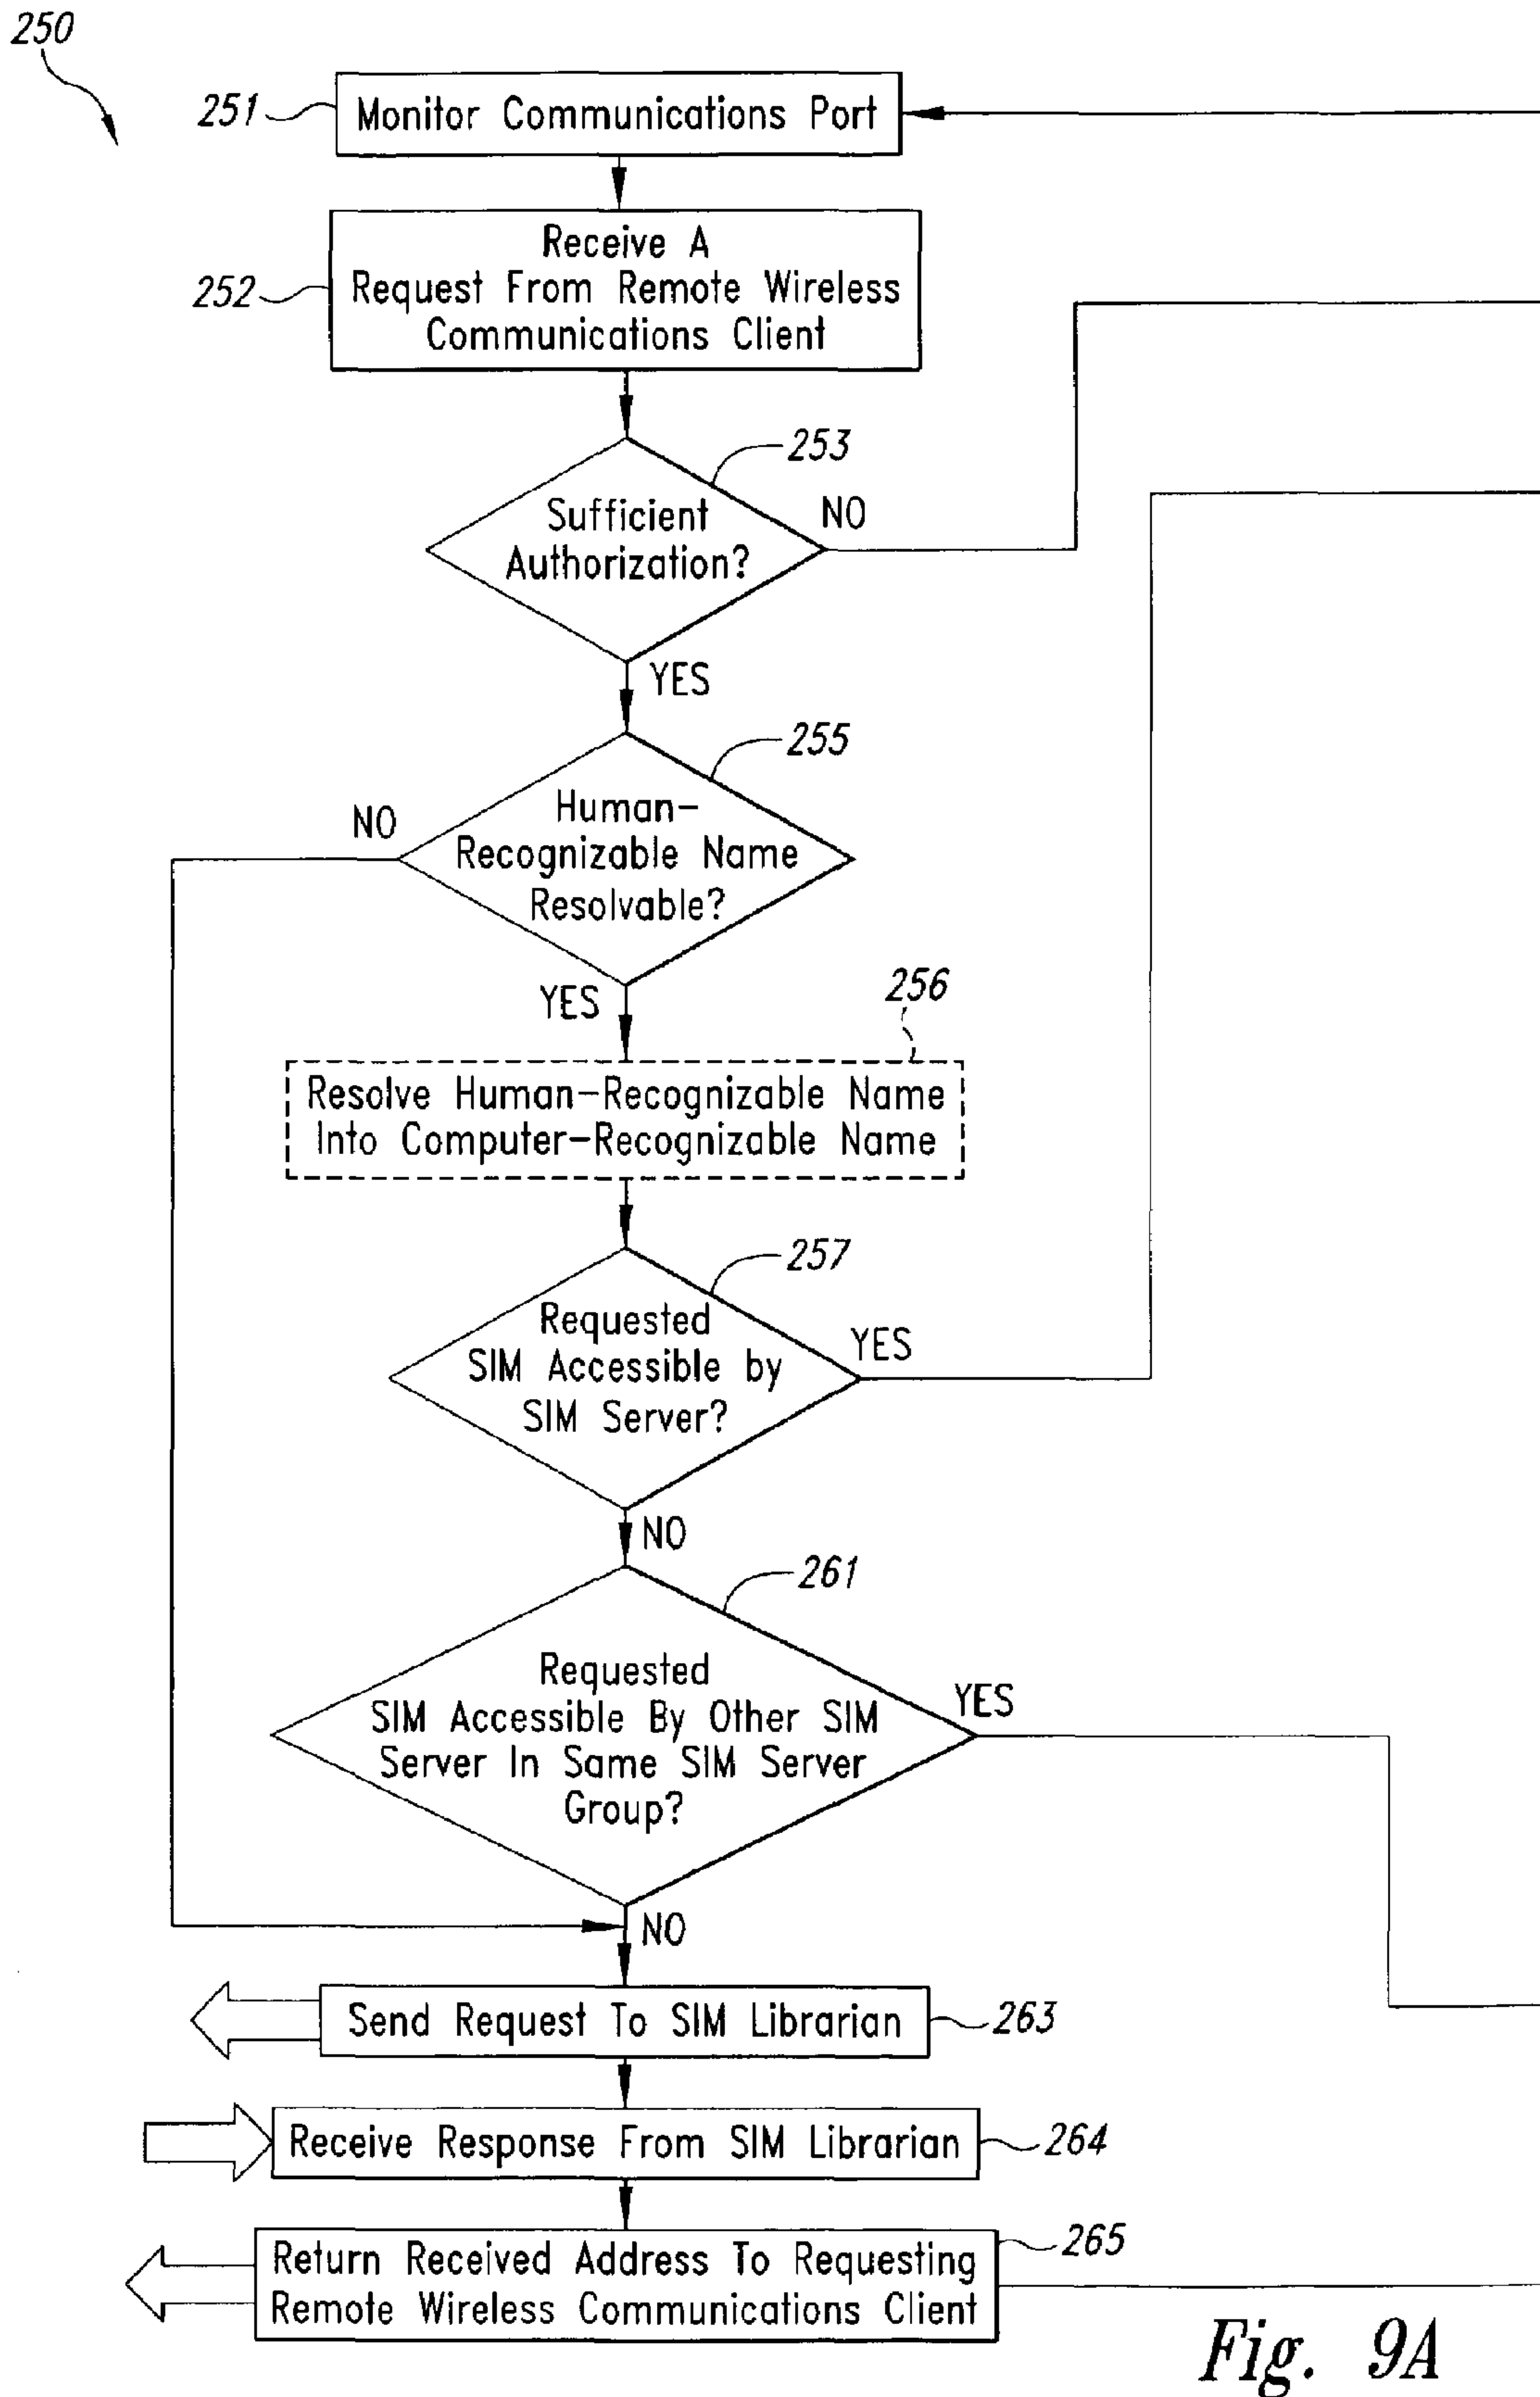 250
251
Monitor Communications Port
252
Receive A
Request From Remote Wireless
Communications Client
253
Sufficient
Authorization?
NO
YES
255
Human-
Recognizable Name
Resolvable?
NO
YES
256
Resolve Human-Recognizable Name
Into Computer-Recognizable Name
257
Requested
SIM Accessible by
SIM Server?
YES
NO
261
Requested
SIM Accessible By Other SIM
Server In Same SIM Server
Group?
YES
NO
Send Request To SIM Librarian
263
Receive Response From SIM Librarian
264
265
Return Received Address To Requesting
Remote Wireless Communications Client
Fig. 9A